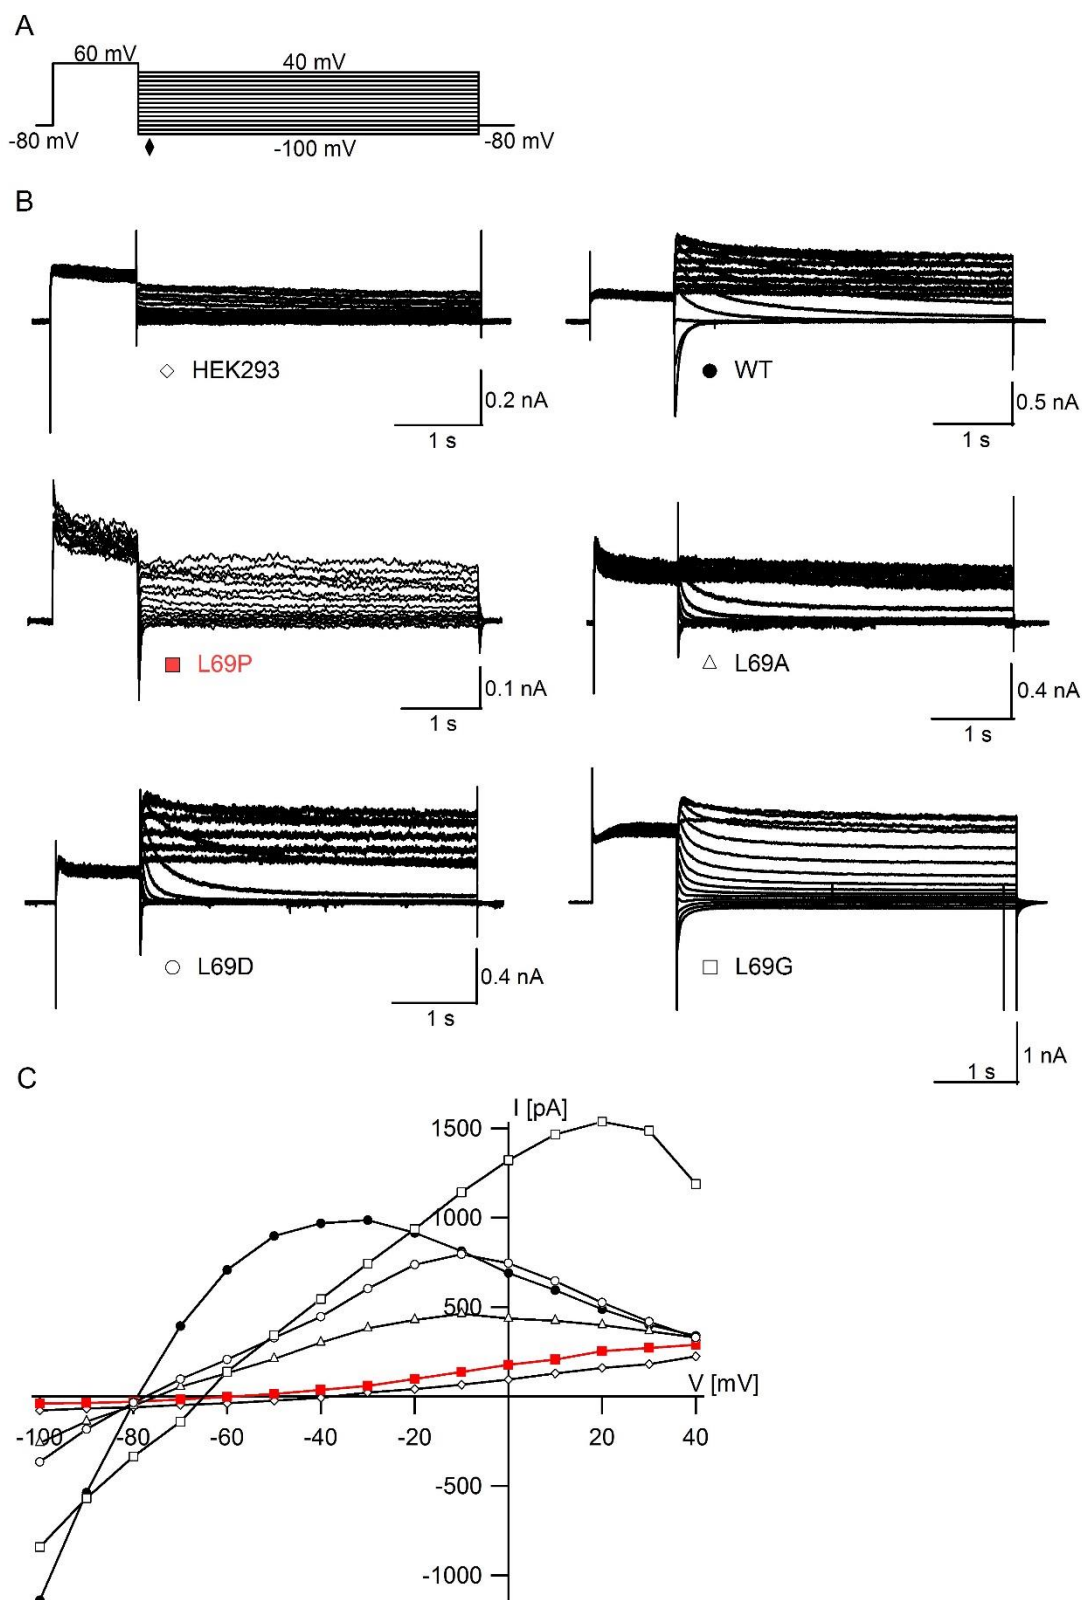 A
60 mV
40 mV
-80 mV
-100 mV
-80 mV
B
HEK293
0.2 nA
1 s
WT
0.5 nA
1 s
L69P
0.1 nA
1 s
L69A
0.4 nA
1 s
L69D
0.4 nA
1 s
L69G
1 nA
1 s
C
I [pA]
1500
1000
500
V [mV]
-100 -80 -60 -40 -20 20 40
-500
-1000